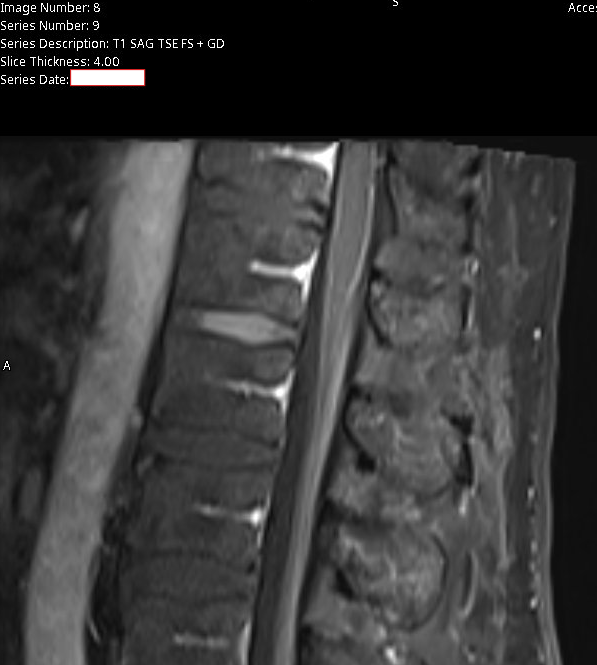 Image Number: 8
S
Acces
Series Number: 9
Series Description: T1 SAG TSE FS + GD
Slice Thickness: 4.00
Series Date:
A